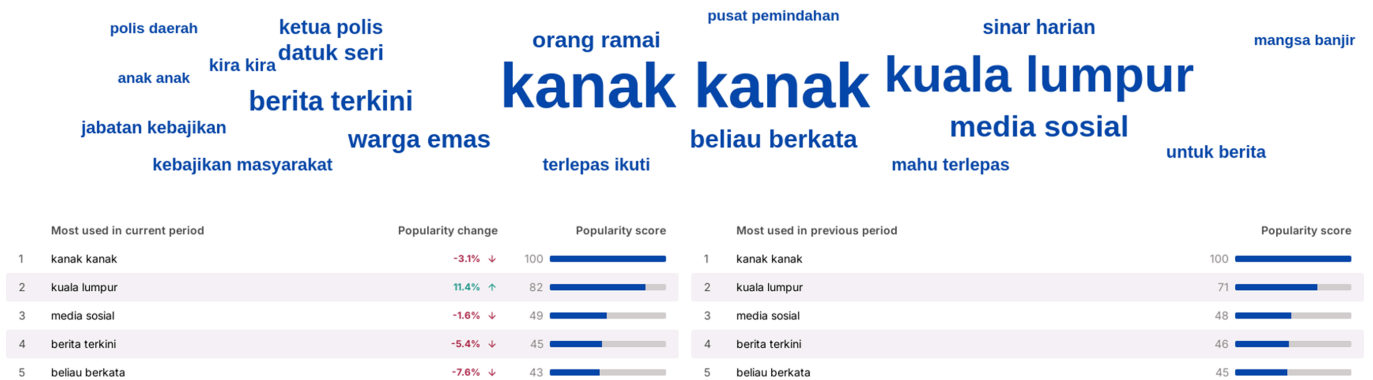 pusat pemindahan
polis daerah
ketua polis
sinar harian
orang ramai
mangsa banjir
datuk seri
kira kira
anak anak
kanak kanak
kuala lumpur
berita terkini
jabatan kebajikan
media sosial
warga emas
beliau berkata
untuk berita
kebajikan masyarakat
terlepas ikuti
mahu terlepas
Most used in current period Popularity change Popularity score
1 kanak kanak -3.1% ↓ 100
2 kuala lumpur 11.4% ↑ 82
3 media sosial -1.6% ↓ 49
4 berita terkini -5.4% ↓ 45
5 beliau berkata -7.6% ↓ 43
Most used in previous period Popularity score
1 kanak kanak 100
2 kuala lumpur 71
3 media sosial 48
4 berita terkini 46
5 beliau berkata 45